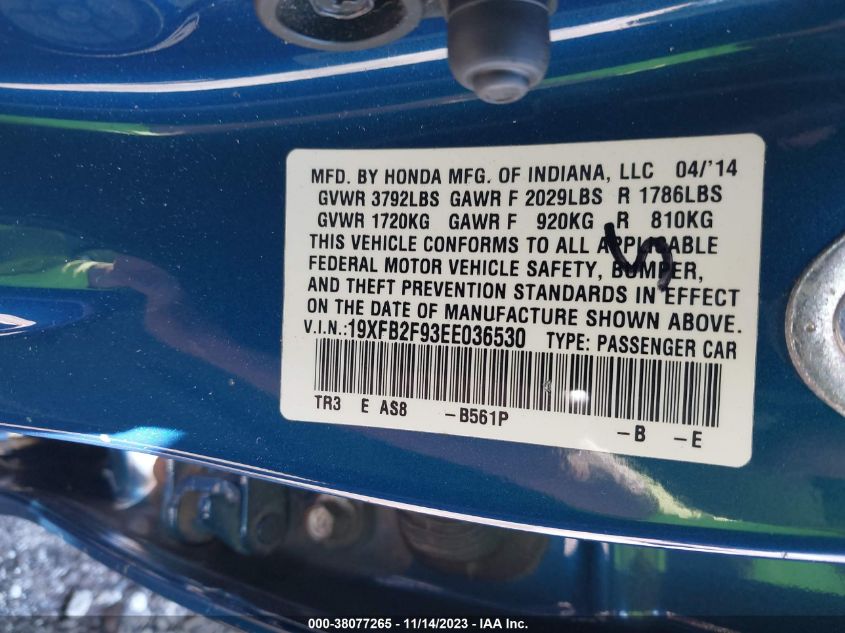 MFD. BY HONDA MFG. OF INDIANA, LLC 04/'14
GVWR 3792LBS GAWR F 2029LBS R 1786LBS
GVWR 1720KG GAWR F 920KG R 810KG
THIS VEHICLE CONFORMS TO ALL APPLICABLE
FEDERAL MOTOR VEHICLE SAFETY, BUMPER,
AND THEFT PREVENTION STANDARDS IN EFFECT
ON THE DATE OF MANUFACTURE SHOWN ABOVE.
V.I.N.:19XFB2F93EE036530 TYPE: PASSENGER CAR
TR3 E AS8 -B561P -B -E
000-38077265 - 11/14/2023 - IAA Inc.